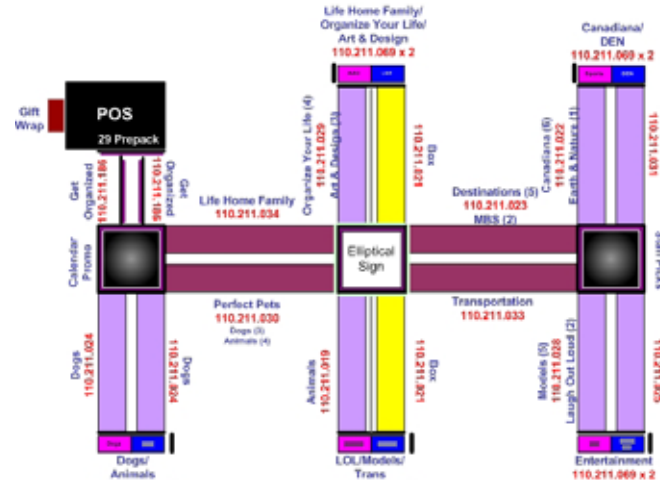 Life Home Family/
Organize Your Life/
Art & Design
110.211.069 x 2
Canadiana/
DEN
110.211.069 x 2
POS
29 Prepack
Gift
Wrap
Get
Organized
110.211.186
Get
Organized
110.211.186
Organize Your Life (4)
110.211.029
Art & Design (3)
Box
110.211.021
Canadiana (6)
110.211.022
Earth & Nature (1)
110.211.031
Life Home Family
110.211.034
Destinations (5)
110.211.023
MBS (2)
Calendar
Promo
Elliptical
Sign
Perfect Pets
110.211.030
Dogs (3)
Animals (4)
Transportation
110.211.033
Dogs
110.211.024
Dogs
110.211.024
Animals
110.211.019
Box
110.211.021
Models (5)
110.211.028
Laugh Out Loud (2)
Dogs/
Animals
LOL/Models/
Trans
Entertainment
110.211.069 x 2